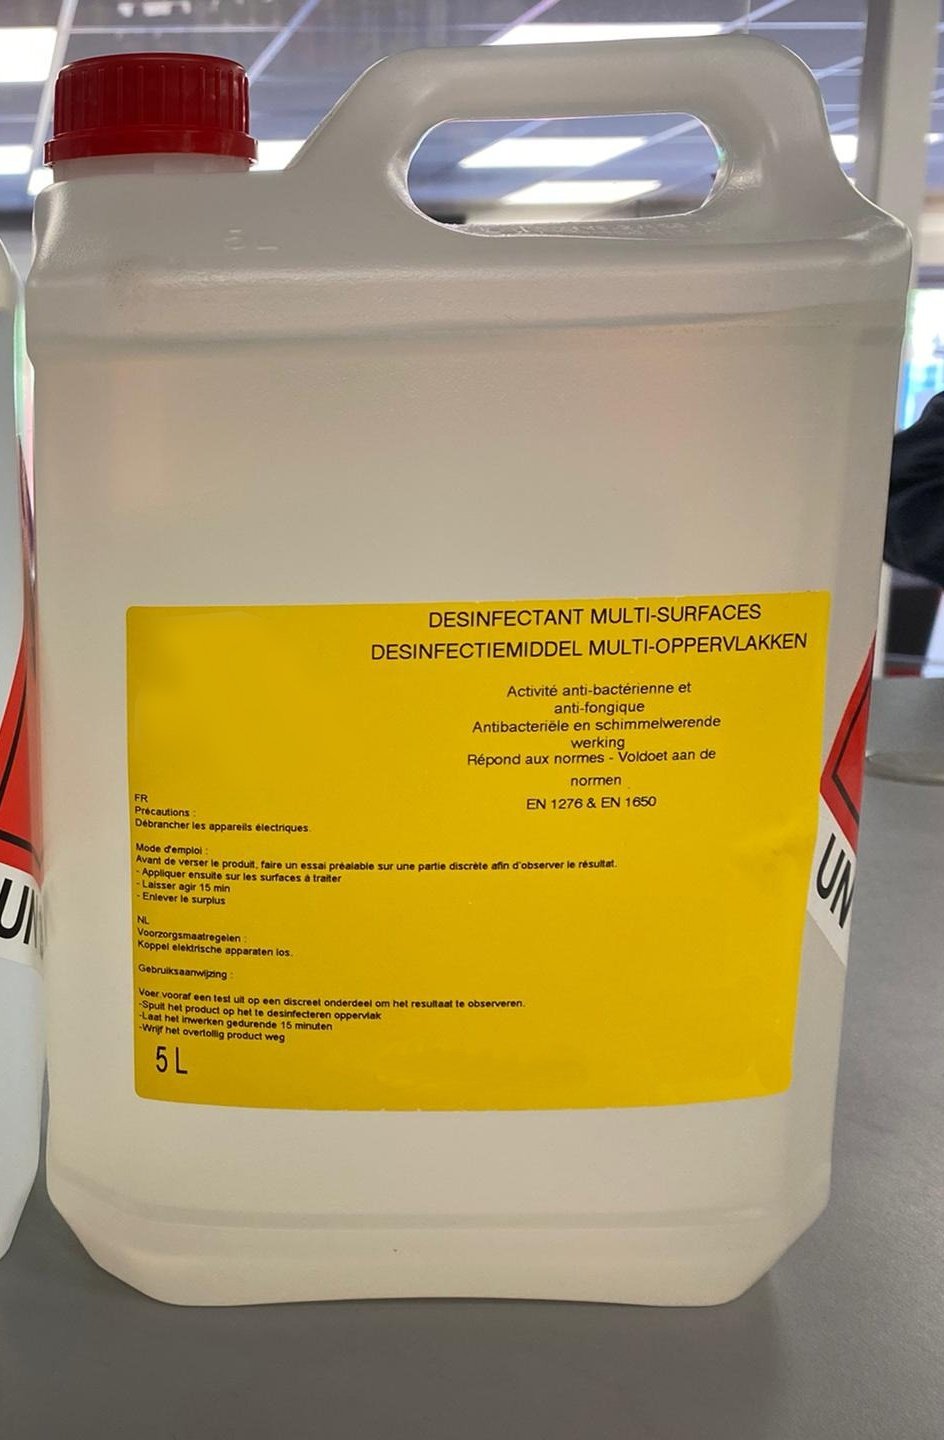 5 L
DESINFECTANT MULTI-SURFACES
DESINFECTIEMIDDEL MULTI-OPPERVLAKKEN
Activité anti-bactérienne et
anti-fongique
Antibacteriële en schimmelwerende
werking
Répond aux normes - Voldoet aan de
normen
EN 1276 & EN 1650
FR
Précautions :
Débrancher les appareils électriques.
Mode d'emploi :
Avant de verser le produit, faire un essai préalable sur une partie discrète afin d'observer le résultat.
- Appliquer ensuite sur les surfaces à traiter
- Laisser agir 15 min
- Enlever le surplus
NL
Voorzorgsmaatregelen :
Koppel elektrische apparaten los.
Gebruiksaanwijzing :
Voer vooraf een test uit op een discreet onderdeel om het resultaat te observeren.
-Spuit het product op het te desinfecteren oppervlak
-Laat het inwerken gedurende 15 minuten
-Wrijf het overtollig product weg
5 L
UN
UN